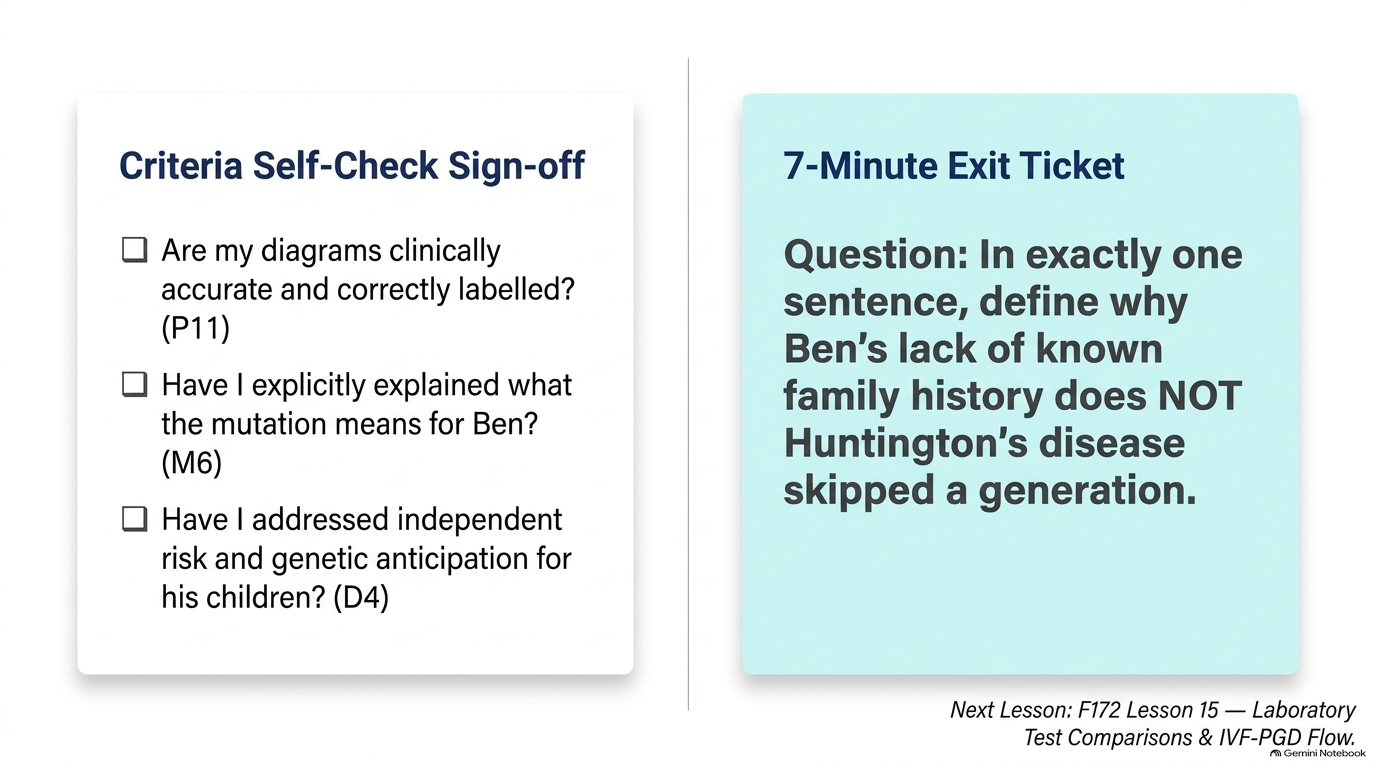 Criteria Self-Check Sign-off
❏ Are my diagrams clinically
accurate and correctly labelled?
(P11)
❏ Have I explicitly explained what
the mutation means for Ben?
(M6)
❏ Have I addressed independent
risk and genetic anticipation for
his children? (D4)
7-Minute Exit Ticket
Question: In exactly one
sentence, define why
Ben’s lack of known
family history does NOT
Huntington’s disease
skipped a generation.
Next Lesson: F172 Lesson 15 — Laboratory
Test Comparisons & IVF-PGD Flow.
Gemini Notebook